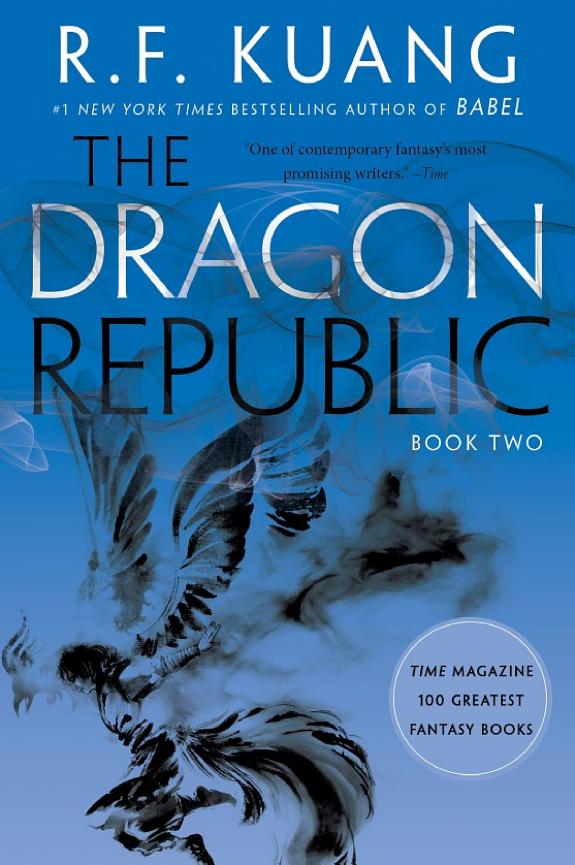 R.F. KUANG
#1 NEW YORK TIMES BESTSELLING AUTHOR OF BABEL
THE
"One of contemporary fantasy's most
promising writers." –Time
DRAGON
REPUBLIC
BOOK TWO
TIME MAGAZINE
100 GREATEST
FANTASY BOOKS